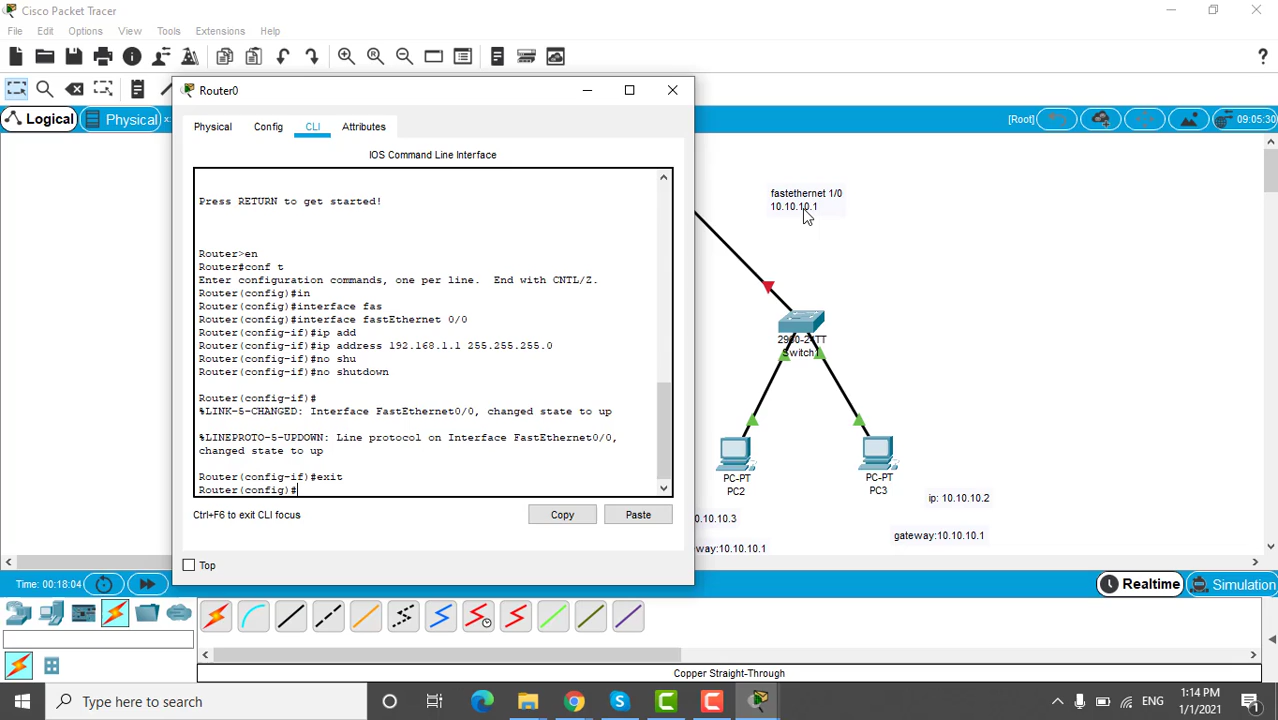 Cisco Packet Tracer
File Edit Options View Tools Extensions Help
Logical
Physical
[Root]
09:05:30
Router0
Physical Config CLI Attributes
IOS Command Line Interface
Press RETURN to get started!
Router>en
Router#conf t
Enter configuration commands, one per line.  End with CNTL/Z.
Router(config)#in
Router(config)#interface fas
Router(config)#interface fastEthernet 0/0
Router(config-if)#ip add
Router(config-if)#ip address 192.168.1.1 255.255.255.0
Router(config-if)#no shu
Router(config-if)#no shutdown
Router(config-if)#
%LINK-5-CHANGED: Interface FastEthernet0/0, changed state to up
%LINEPROTO-5-UPDOWN: Line protocol on Interface FastEthernet0/0,
changed state to up
Router(config-if)#exit
Router(config)#
Ctrl+F6 to exit CLI focus
Copy
Paste
Top
fastethernet 1/0
10.10.10.1
Switch1
PC-PT
PC2
PC-PT
PC3
ip: 10.10.10.2
.10.10.3
gateway:10.10.10.1
way:10.10.10.1
Time: 00:18:04
Realtime
Simulation
Copper Straight-Through
Type here to search
ENG
1:14 PM
1/1/2021